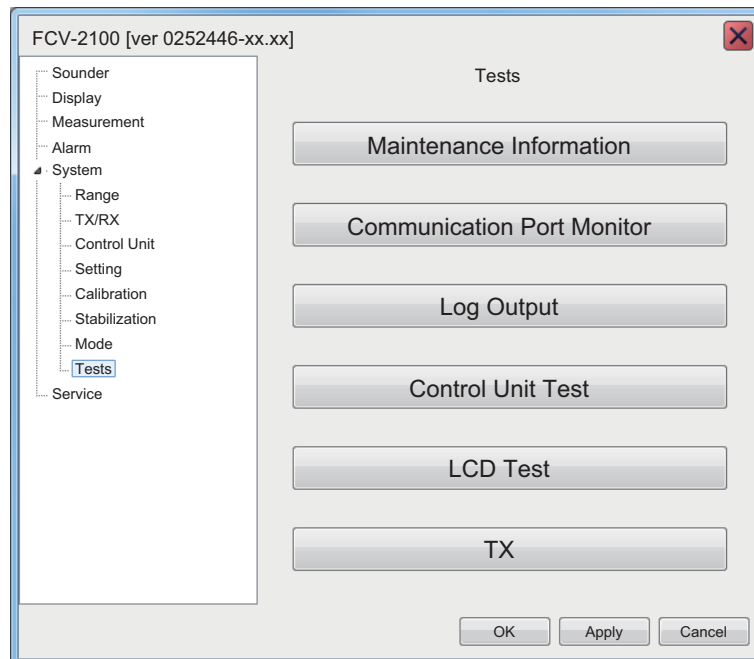 FCV-2100 [ver 0252446-xx.xx]
Sounder
Display
Measurement
Alarm
System
Range
TX/RX
Control Unit
Setting
Calibration
Stabilization
Mode
Tests
Service
Tests
Maintenance Information
Communication Port Monitor
Log Output
Control Unit Test
LCD Test
TX
OK
Apply
Cancel